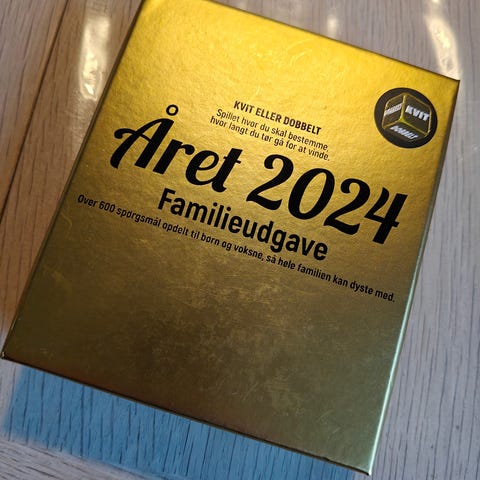 KVIT ELLER DOBBELT
Spillet hvor du skal bestemme,
hvor langt du tør gå for at vinde.
Året 2024
Familieudgave
Over 600 spørgsmål opdelt til børn og voksne, så hele familien kan dyste med.
KVIT
DOBBELT